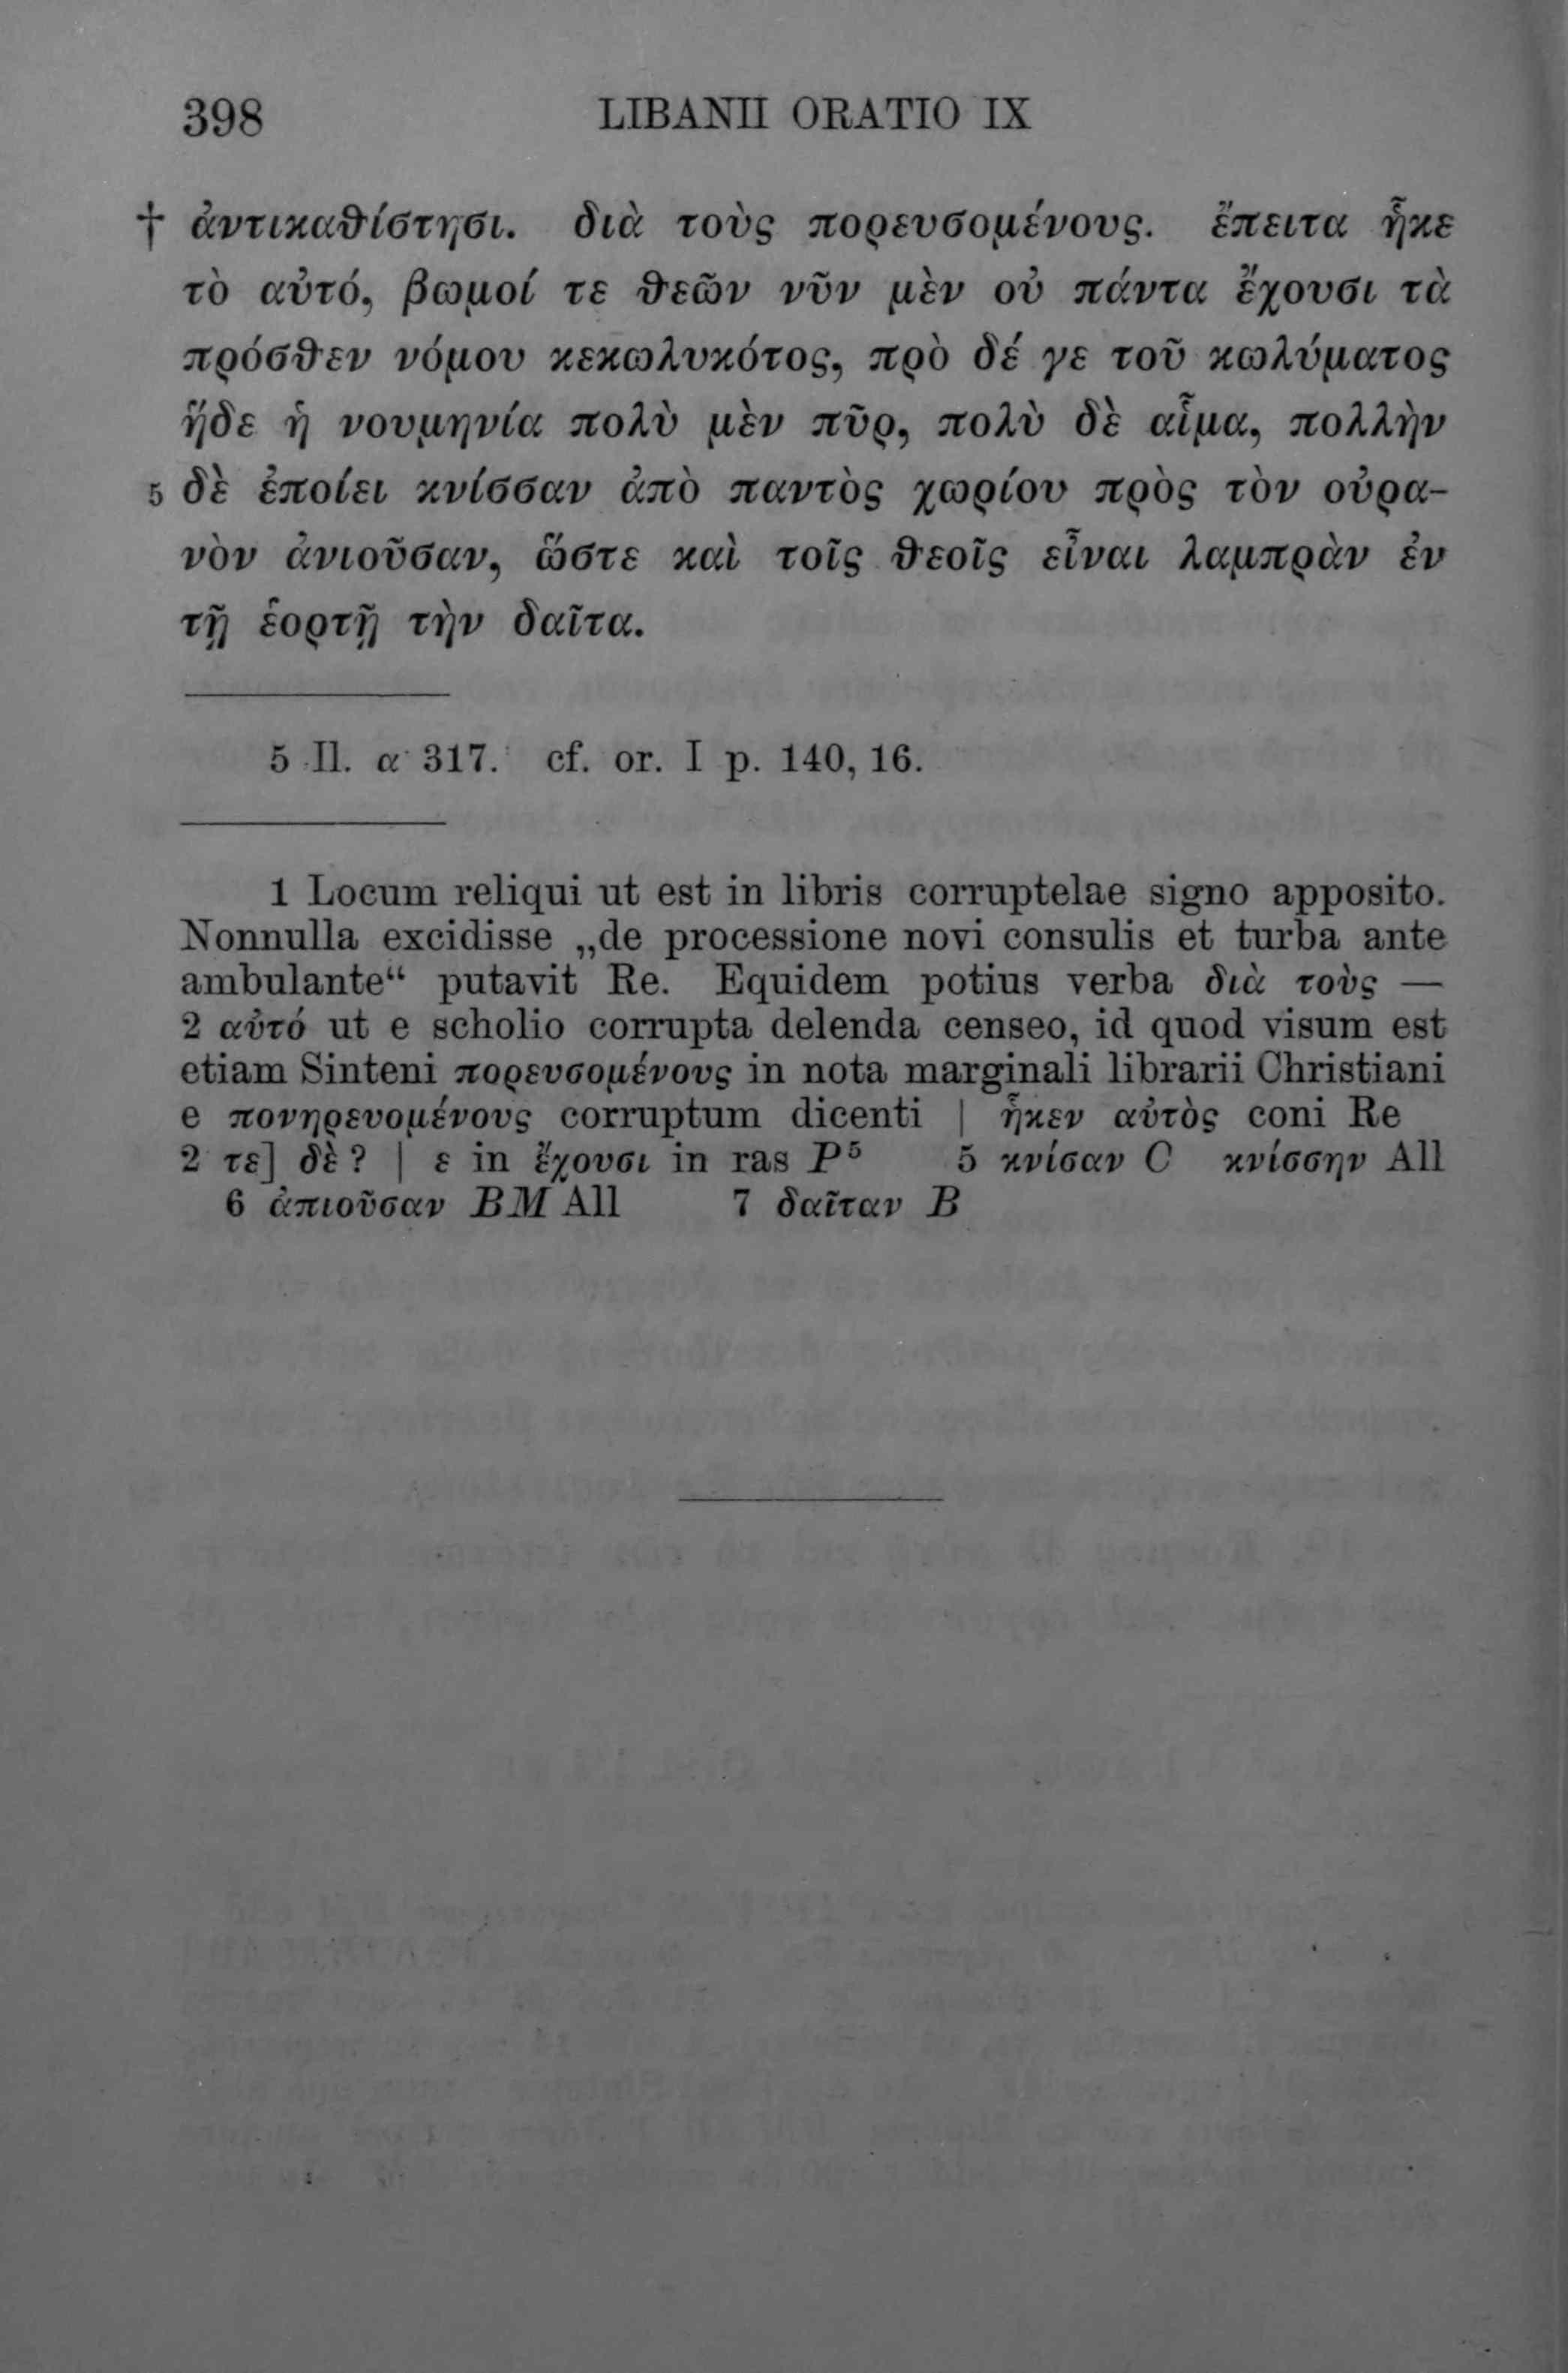 398 LIBANII ORATIO IX
† ἀντικαθίστησι. διὰ τοὺς πορευσομένους. ἔπειτα ἧκε
τὸ αὐτό, βωμοί τε θεῶν νῦν μὲν οὐ πάντα ἔχουσι τὰ
πρόσθεν νόμου κεκωλυκότος, πρὸ δέ γε τοῦ κωλύματος
ἥδε ἡ νουμηνία πολὺ μὲν πῦρ, πολὺ δὲ αἷμα, πολλὴν
5 δὲ ἐποίει κνίσσαν ἀπὸ παντὸς χωρίου πρὸς τὸν οὐρα-
νὸν ἀνιοῦσαν, ὥστε καὶ τοῖς θεοῖς εἶναι λαμπρὰν ἐν
τῇ ἑορτῇ τὴν δαῖτα.
5 Il. α 317. cf. or. I p. 140, 16.
1 Locum reliqui ut est in libris corruptelae signo apposito.
Nonnulla excidisse „de processione novi consulis et turba ante
ambulante“ putavit Re. Equidem potius verba διὰ τοὺς —
2 αὐτό ut e scholio corrupta delenda censeo, id quod visum est
etiam Sinteni πορευσομένους in nota marginali librarii Christiani
e πονηρευομένους corruptum dicenti | ἧκεν αὐτὸς coni Re
2 τε] δὲ? | ε in ἔχουσι in ras P⁵ 5 κνίσαν C κνίσσην All
6 ἀπιοῦσαν BM All 7 δαῖταν B